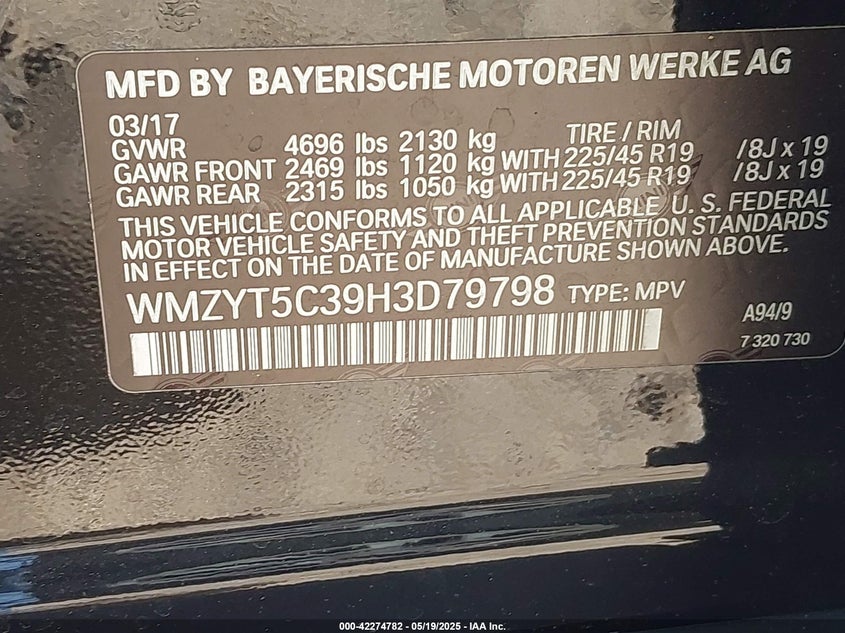 MFD BY BAYERISCHE MOTOREN WERKE AG
03/17 TIRE / RIM
GVWR 4696 lbs 2130 kg
GAWR FRONT 2469 lbs 1120 kg WITH 225/45 R19 /8J x 19
GAWR REAR 2315 lbs 1050 kg WITH 225/45 R19 /8J x 19
THIS VEHICLE CONFORMS TO ALL APPLICABLE U. S. FEDERAL
MOTOR VEHICLE SAFETY AND THEFT PREVENTION STANDARDS
IN EFFECT ON THE DATE OF MANUFACTURE SHOWN ABOVE.
WMZYT5C39H3D79798 TYPE: MPV
A94/9
7 320 730
000-42274782 - 05/19/2025 - IAA Inc.